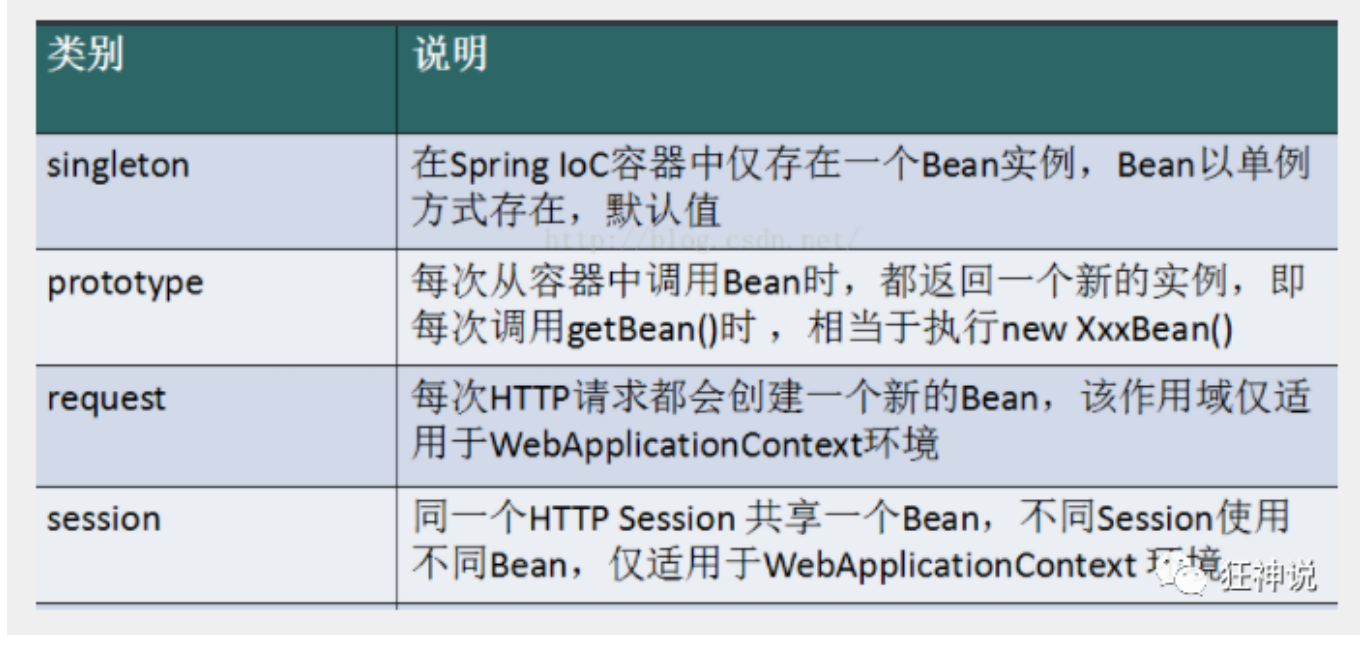 类别
说明
singleton
在Spring IoC容器中仅存在一个Bean实例，Bean以单例
方式存在，默认值
http://blog.csdn.net/
prototype
每次从容器中调用Bean时，都返回一个新的实例，即
每次调用getBean()时 ，相当于执行new XxxBean()
request
每次HTTP请求都会创建一个新的Bean，该作用域仅适
用于WebApplicationContext环境
session
同一个HTTP Session 共享一个Bean，不同Session使用
不同Bean，仅适用于WebApplicationContext 环境
狂神说